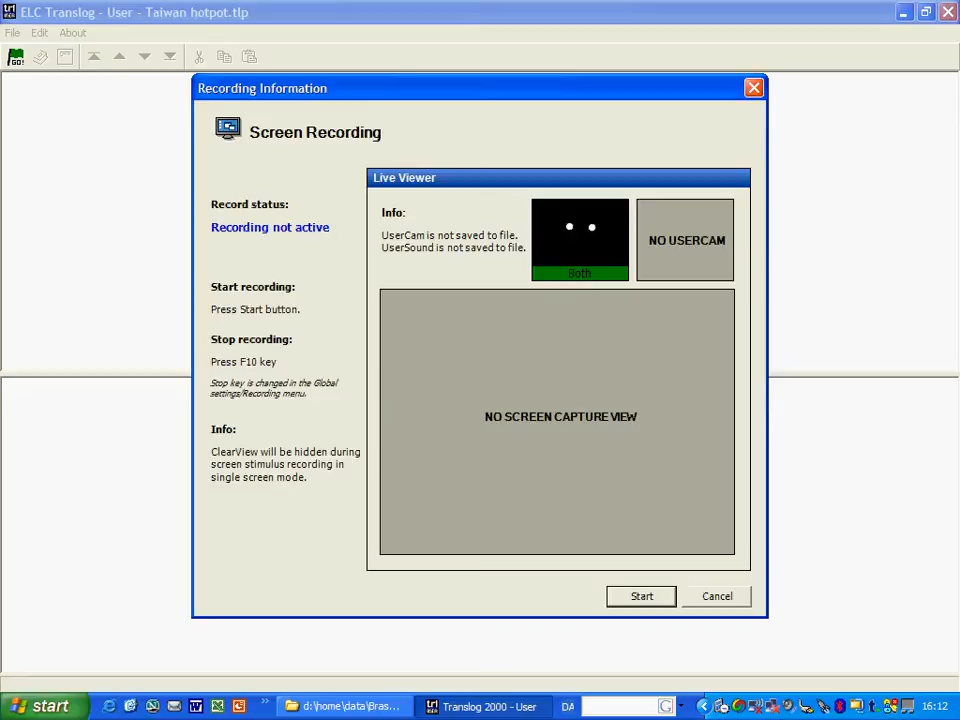 ELC Translog - User - Taiwan hotpot.tlp
File Edit About
GO!
Recording Information
Screen Recording
Live Viewer
Record status:
Recording not active
Info:
UserCam is not saved to file.
UserSound is not saved to file.
Both
NO USERCAM
Start recording:
Press Start button.
Stop recording:
Press F10 key
Stop key is changed in the Global
settings/Recording menu.
Info:
ClearView will be hidden during
screen stimulus recording in
single screen mode.
NO SCREEN CAPTURE VIEW
Start Cancel
start d:\home\data\Bras... Translog 2000 - User DA 16:12